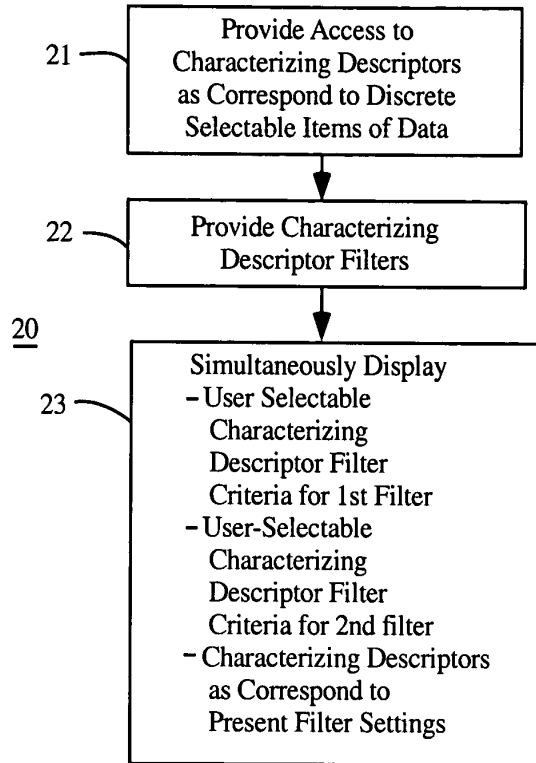 21
Provide Access to
Characterizing Descriptors
as Correspond to Discrete
Selectable Items of Data
22
Provide Characterizing
Descriptor Filters
20
23
Simultaneously Display
- User Selectable
Characterizing
Descriptor Filter
Criteria for 1st Filter
- User-Selectable
Characterizing
Descriptor Filter
Criteria for 2nd filter
- Characterizing Descriptors
as Correspond to
Present Filter Settings